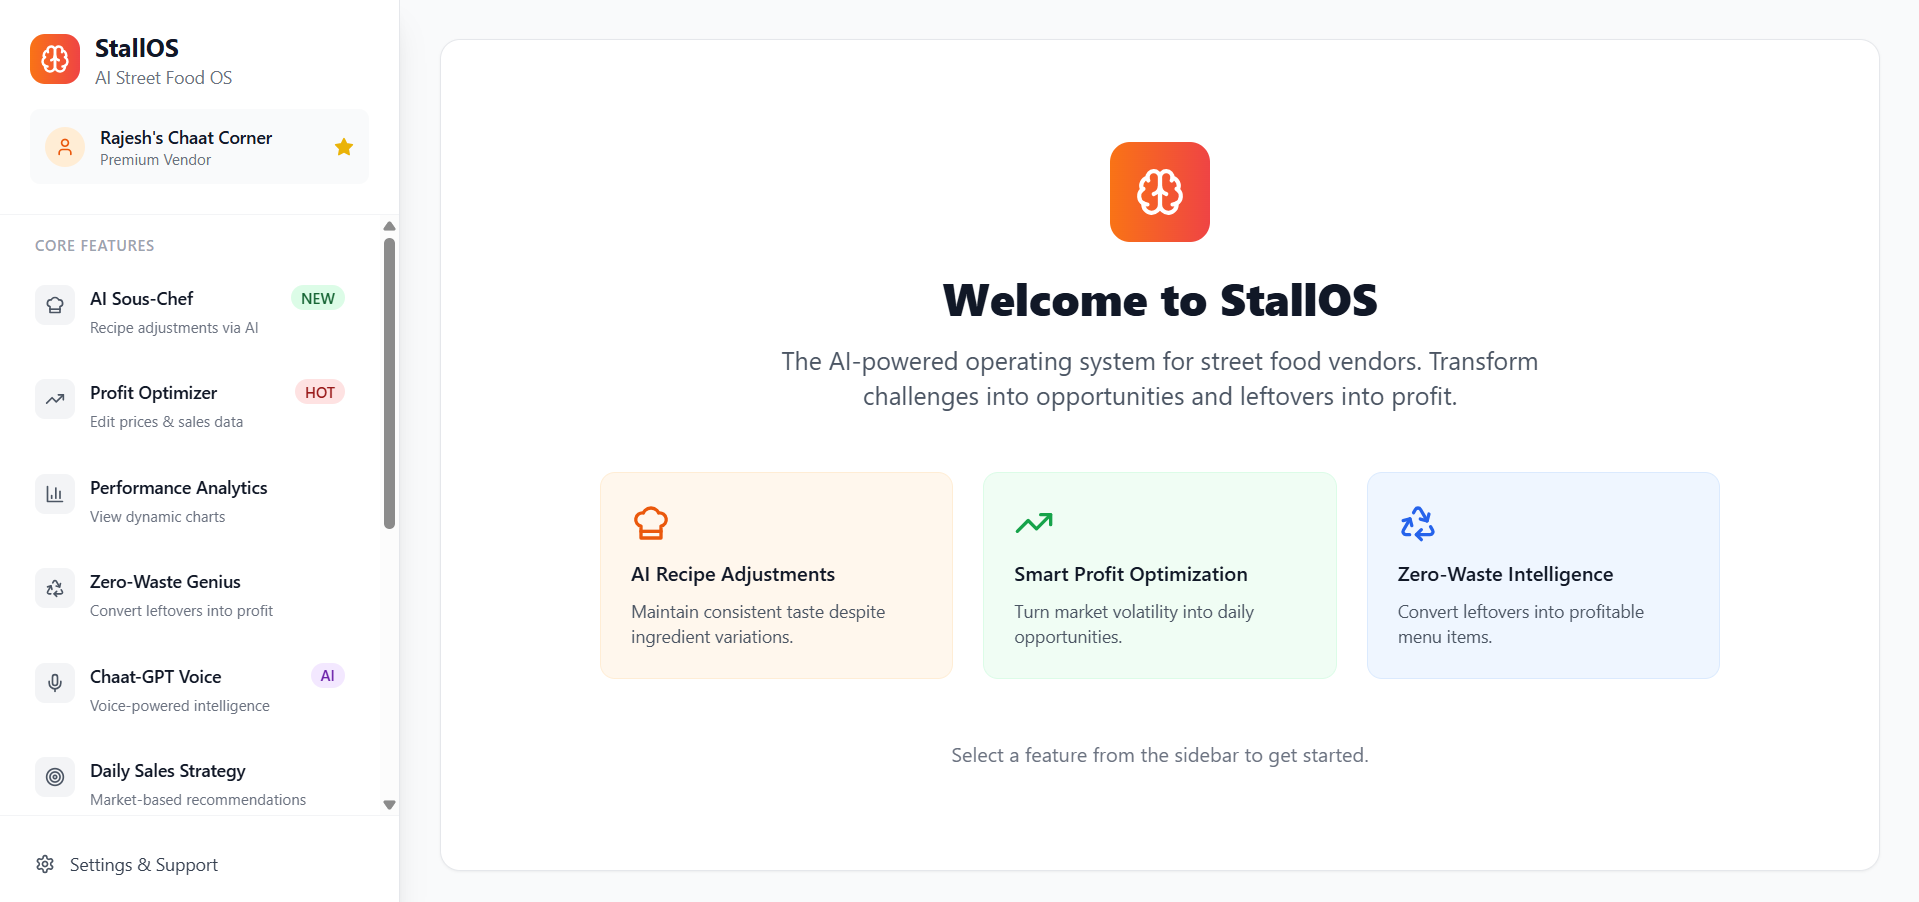 StallOS
AI Street Food OS
Rajesh's Chaat Corner
Premium Vendor
CORE FEATURES
AI Sous-Chef
NEW
Recipe adjustments via AI
Profit Optimizer
HOT
Edit prices & sales data
Performance Analytics
View dynamic charts
Zero-Waste Genius
Convert leftovers into profit
Chaat-GPT Voice
AI
Voice-powered intelligence
Daily Sales Strategy
Market-based recommendations
Settings & Support
Welcome to StallOS
The AI-powered operating system for street food vendors. Transform
challenges into opportunities and leftovers into profit.
AI Recipe Adjustments
Maintain consistent taste despite
ingredient variations.
Smart Profit Optimization
Turn market volatility into daily
opportunities.
Zero-Waste Intelligence
Convert leftovers into profitable
menu items.
Select a feature from the sidebar to get started.